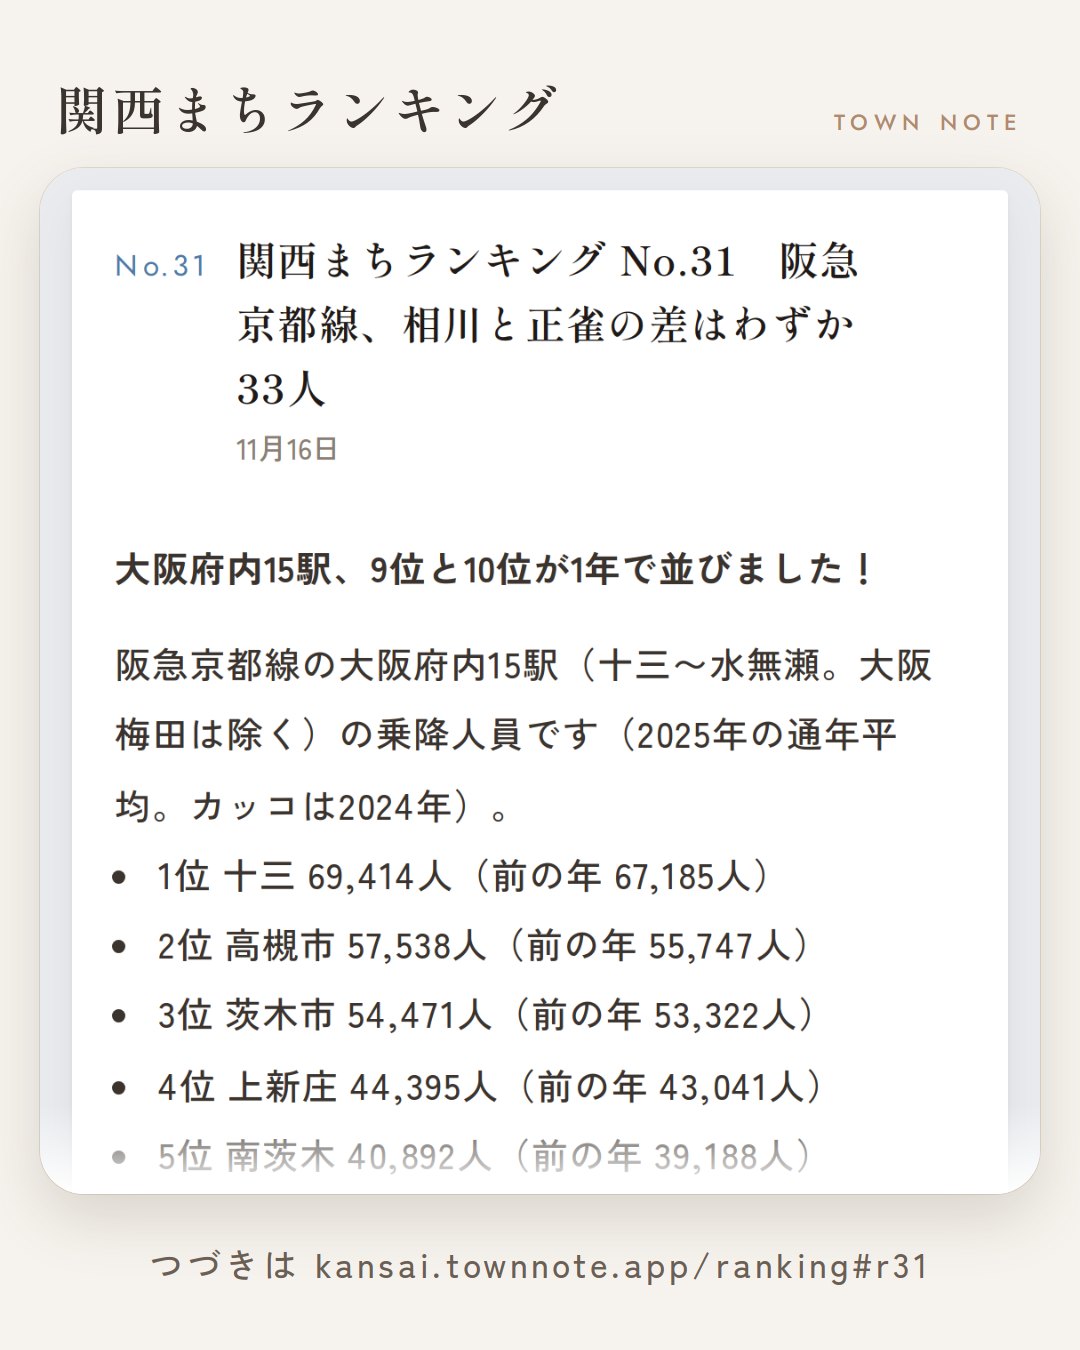 関西まちランキング
TOWN NOTE
No.31
関西まちランキング No.31　阪急
京都線、相川と正雀の差はわずか
33人
11月16日
大阪府内15駅、9位と10位が1年で並びました！
阪急京都線の大阪府内15駅（十三〜水無瀬。大阪
梅田は除く）の乗降人員です（2025年の通年平
均。カッコは2024年）。
• 1位 十三 69,414人（前の年 67,185人）
• 2位 高槻市 57,538人（前の年 55,747人）
• 3位 茨木市 54,471人（前の年 53,322人）
• 4位 上新庄 44,395人（前の年 43,041人）
• 5位 南茨木 40,892人（前の年 39,188人）
つづきは kansai.townnote.app/ranking#r31